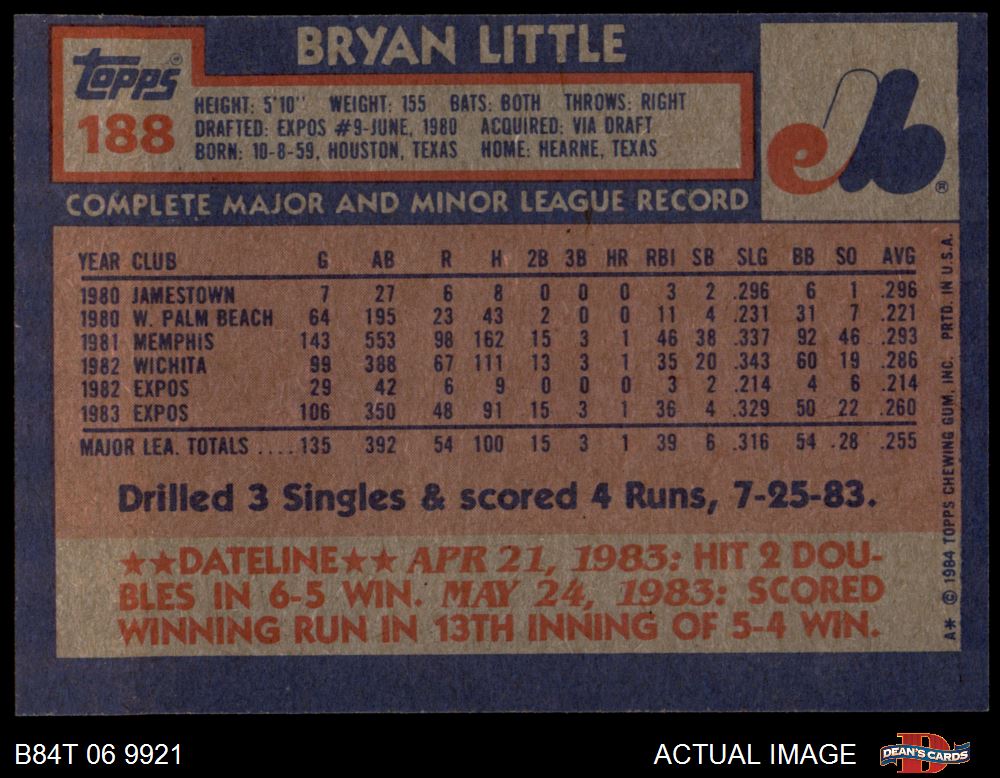 BRYAN LITTLE
topps®
188
HEIGHT: 5'10" WEIGHT: 155 BATS: BOTH THROWS: RIGHT
DRAFTED: EXPOS #9-JUNE, 1980 ACQUIRED: VIA DRAFT
BORN: 10-8-59, HOUSTON, TEXAS HOME: HEARNE, TEXAS
eb®
COMPLETE MAJOR AND MINOR LEAGUE RECORD
YEAR CLUB G AB R H 2B 3B HR RBI SB SLG BB SO AVG
1980 JAMESTOWN 7 27 6 8 0 0 0 3 2 .296 6 1 .296
1980 W. PALM BEACH 64 195 23 43 2 0 0 11 4 .231 31 7 .221
1981 MEMPHIS 143 553 98 162 15 3 1 46 38 .337 92 46 .293
1982 WICHITA 99 388 67 111 13 3 1 35 20 .343 60 19 .286
1982 EXPOS 29 42 6 9 0 0 0 3 2 .214 4 6 .214
1983 EXPOS 106 350 48 91 15 3 1 36 4 .329 50 22 .260
MAJOR LEA. TOTALS .... 135 392 54 100 15 3 1 39 6 .316 54 28 .255
Drilled 3 Singles & scored 4 Runs, 7-25-83.
★★DATELINE★★ APR 21, 1983: HIT 2 DOU-
BLES IN 6-5 WIN. MAY 24, 1983: SCORED
WINNING RUN IN 13TH INNING OF 5-4 WIN.
A* © 1984 TOPPS CHEWING GUM, INC. PRTD. IN U.S.A.
B84T 06 9921
ACTUAL IMAGE
D
DEAN'S CARDS